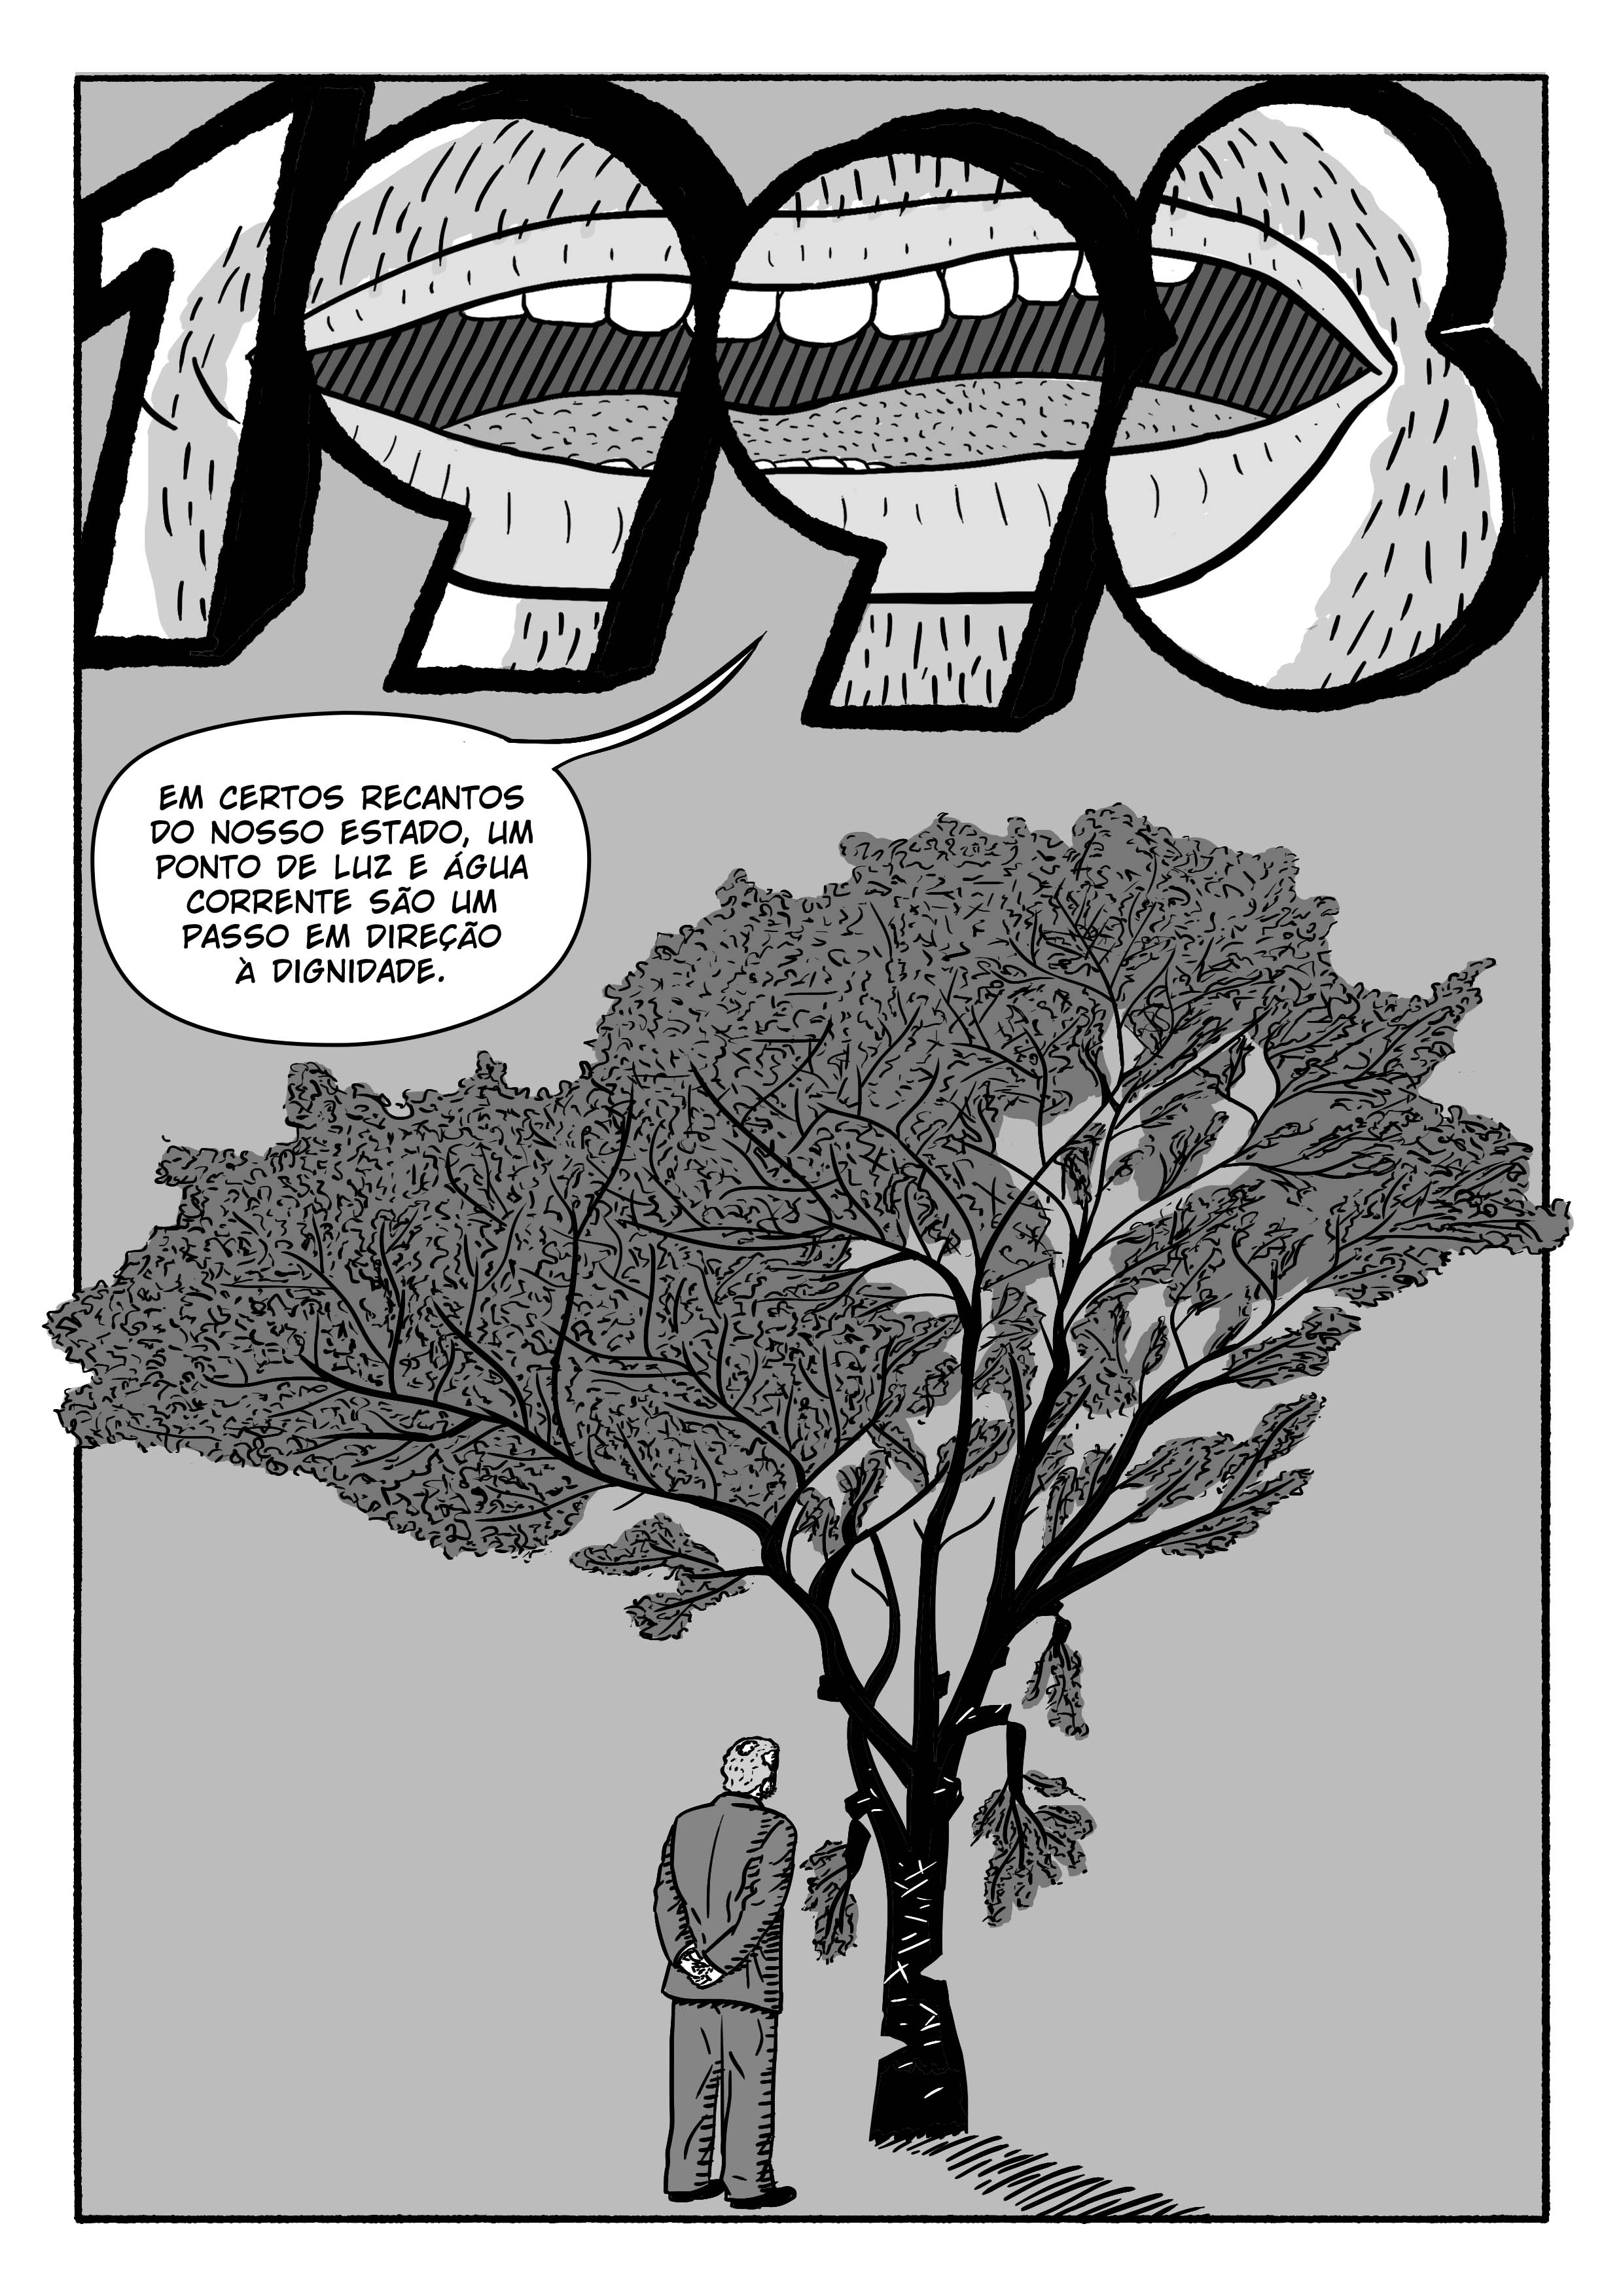 1998
EM CERTOS RECANTOS
DO NOSSO ESTADO, UM
PONTO DE LUZ E ÁGUA
CORRENTE SÃO UM
PASSO EM DIREÇÃO
À DIGNIDADE.